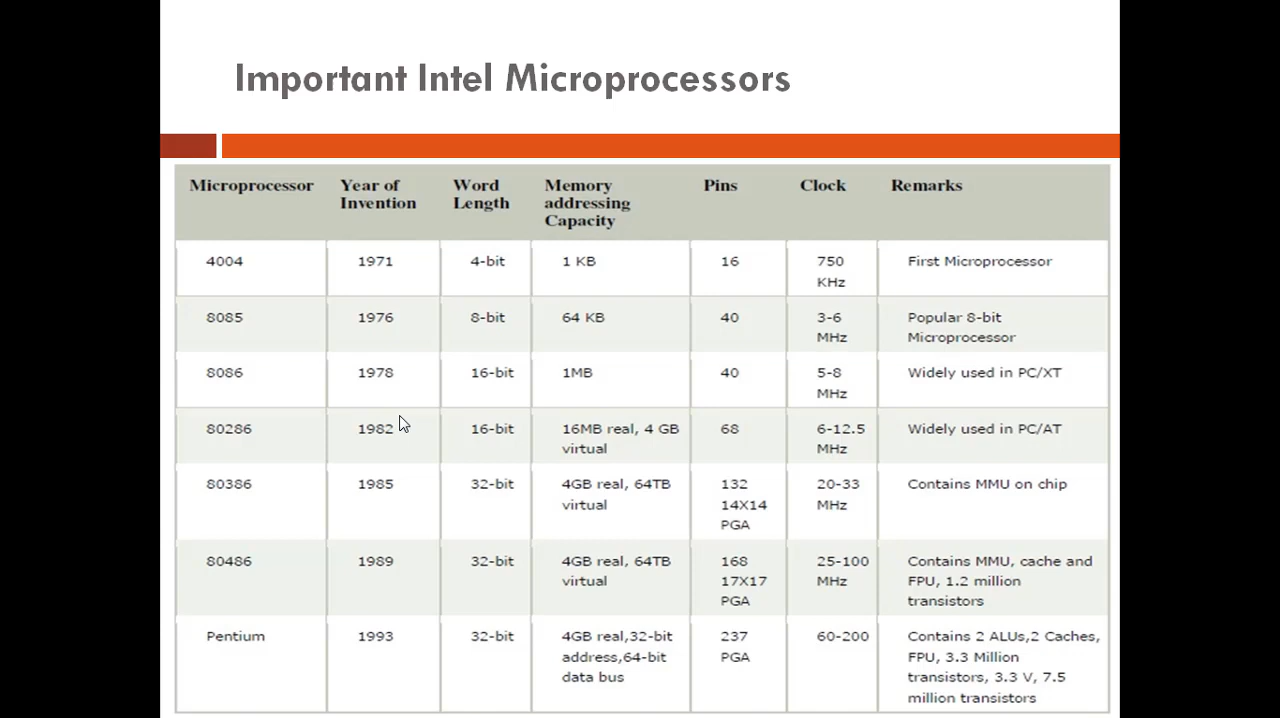 Important Intel Microprocessors
Microprocessor Year of Invention Word Length Memory addressing Capacity Pins Clock Remarks
4004 1971 4-bit 1 KB 16 750 KHz First Microprocessor
8085 1976 8-bit 64 KB 40 3-6 MHz Popular 8-bit Microprocessor
8086 1978 16-bit 1MB 40 5-8 MHz Widely used in PC/XT
80286 1982 16-bit 16MB real, 4 GB virtual 68 6-12.5 MHz Widely used in PC/AT
80386 1985 32-bit 4GB real, 64TB virtual 132 14X14 PGA 20-33 MHz Contains MMU on chip
80486 1989 32-bit 4GB real, 64TB virtual 168 17X17 PGA 25-100 MHz Contains MMU, cache and FPU, 1.2 million transistors
Pentium 1993 32-bit 4GB real,32-bit address,64-bit data bus 237 PGA 60-200 Contains 2 ALUs,2 Caches, FPU, 3.3 Million transistors, 3.3 V, 7.5 million transistors